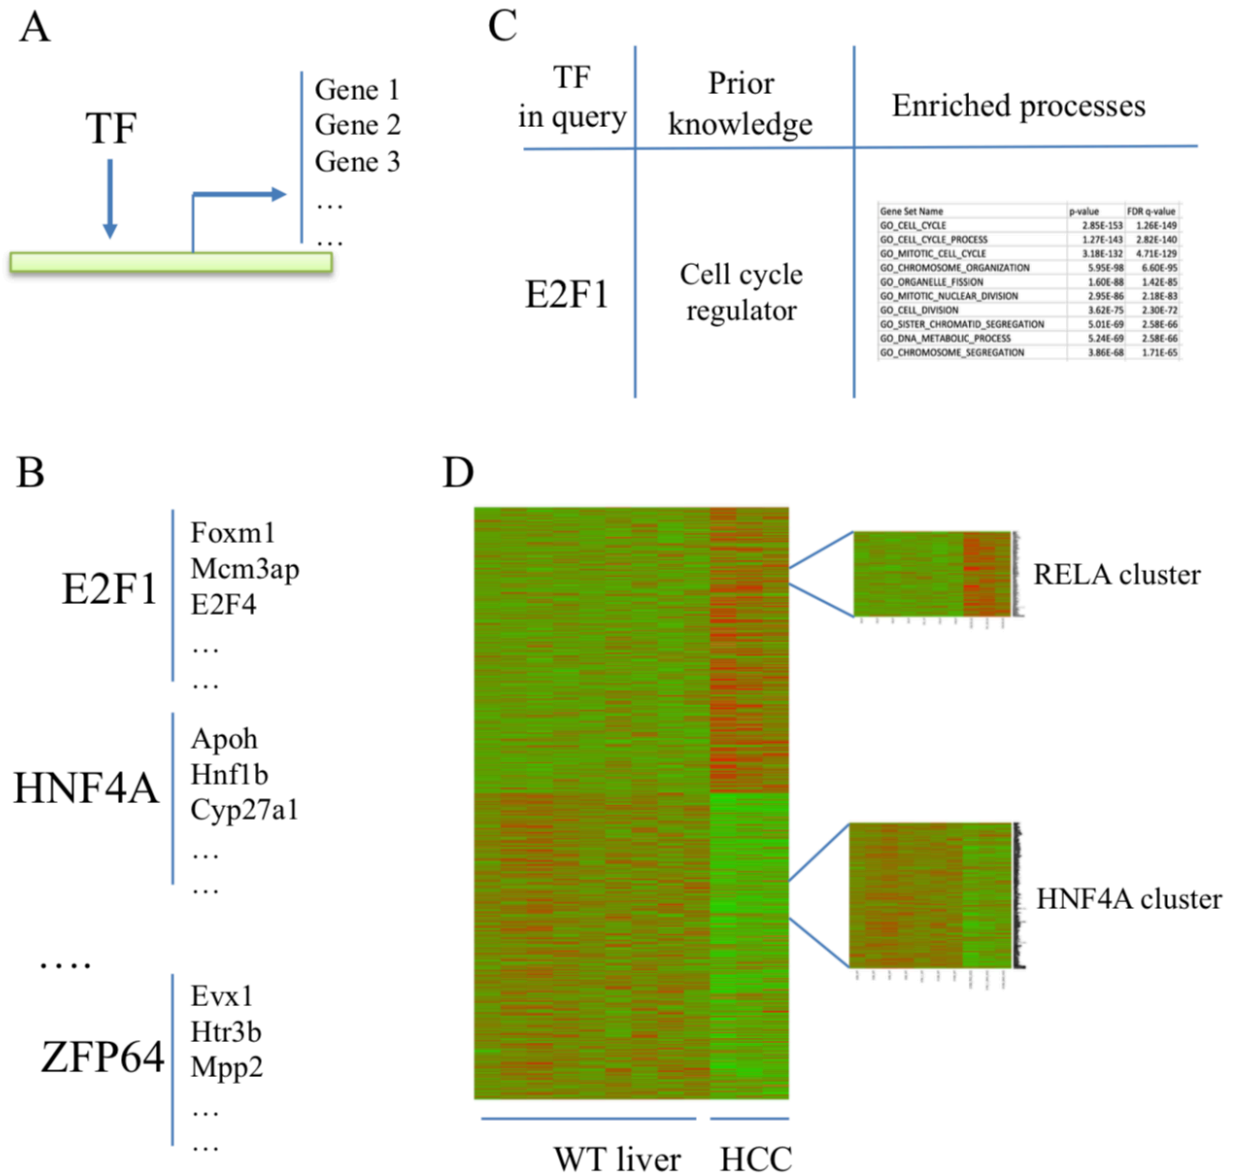 A
TF
Gene 1
Gene 2
Gene 3
...
...
C
TF
in query
Prior
knowledge
Enriched processes
E2F1
Cell cycle
regulator
Gene Set Name p-value FDR q-value
GO_CELL_CYCLE 2.85E-153 1.26E-149
GO_CELL_CYCLE_PROCESS 1.27E-143 2.82E-140
GO_MITOTIC_CELL_CYCLE 3.18E-132 4.71E-129
GO_CHROMOSOME_ORGANIZATION 5.95E-98 6.60E-95
GO_ORGANELLE_FISSION 1.60E-88 1.42E-85
GO_MITOTIC_NUCLEAR_DIVISION 2.95E-86 2.18E-83
GO_CELL_DIVISION 3.62E-75 2.30E-72
GO_SISTER_CHROMATID_SEGREGATION 5.01E-69 2.58E-66
GO_DNA_METABOLIC_PROCESS 5.24E-69 2.58E-66
GO_CHROMOSOME_SEGREGATION 3.86E-68 1.71E-65
B
E2F1
Foxm1
Mcm3ap
E2F4
...
...
HNF4A
Apoh
Hnf1b
Cyp27a1
...
...
....
ZFP64
Evx1
Htr3b
Mpp2
...
...
D
RELA cluster
HNF4A cluster
WT liver
HCC